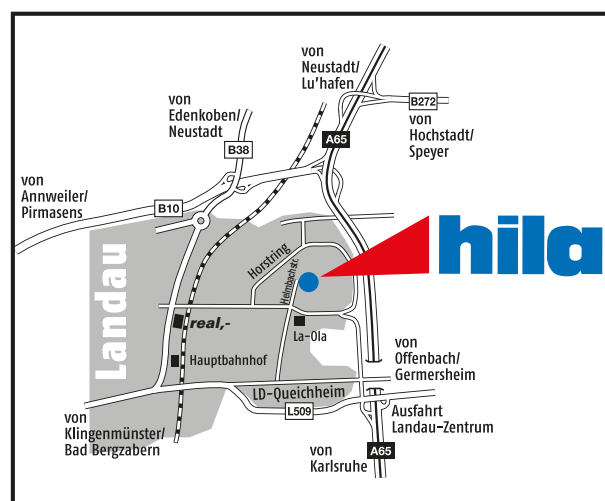 von
Neustadt/
Lu'hafen
B272
von
Edenkoben/
Neustadt
A65
von
Hochstadt/
Speyer
B38
von
Annweiler/
Pirmasens
B10
hila
Horstring
Helmbachstr.
Landau
real,-
La-Ola
von
Offenbach/
Germersheim
Hauptbahnhof
LD-Queichheim
L509
von
Klingenmünster/
Bad Bergzabern
Ausfahrt
Landau-Zentrum
von
Karlsruhe
A65